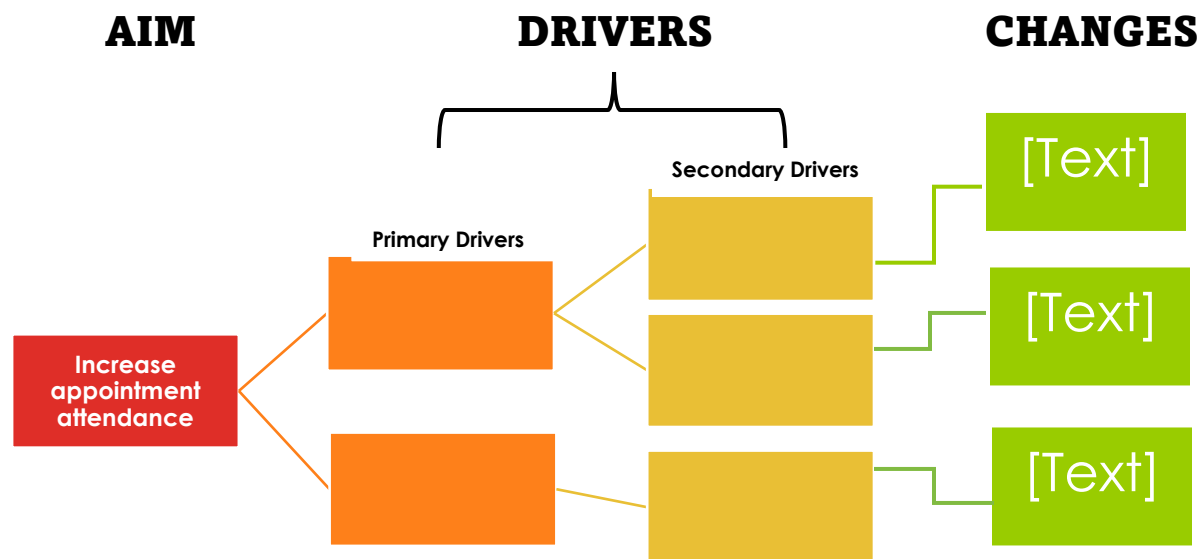 AIM
DRIVERS
CHANGES
Secondary Drivers
Primary Drivers
[Text]
[Text]
[Text]
Increase
appointment
attendance